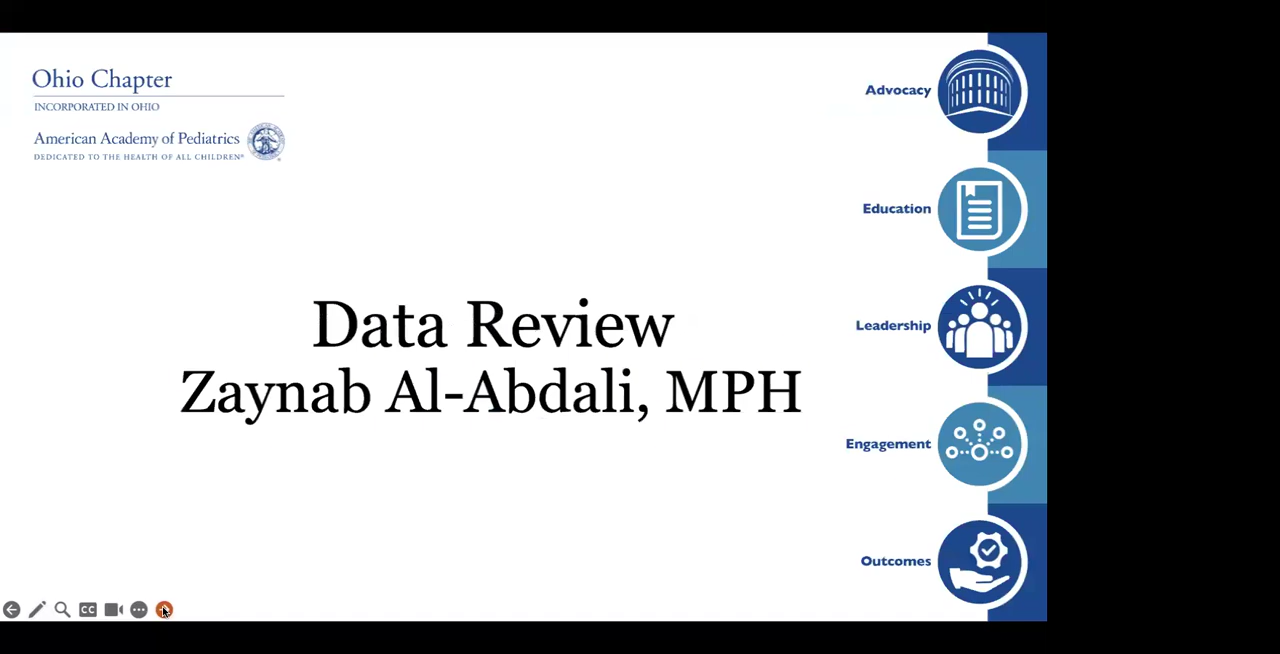 Ohio Chapter
INCORPORATED IN OHIO
American Academy of Pediatrics
DEDICATED TO THE HEALTH OF ALL CHILDREN®
Data Review
Zaynab Al-Abdali, MPH
Advocacy
Education
Leadership
Engagement
Outcomes
CC